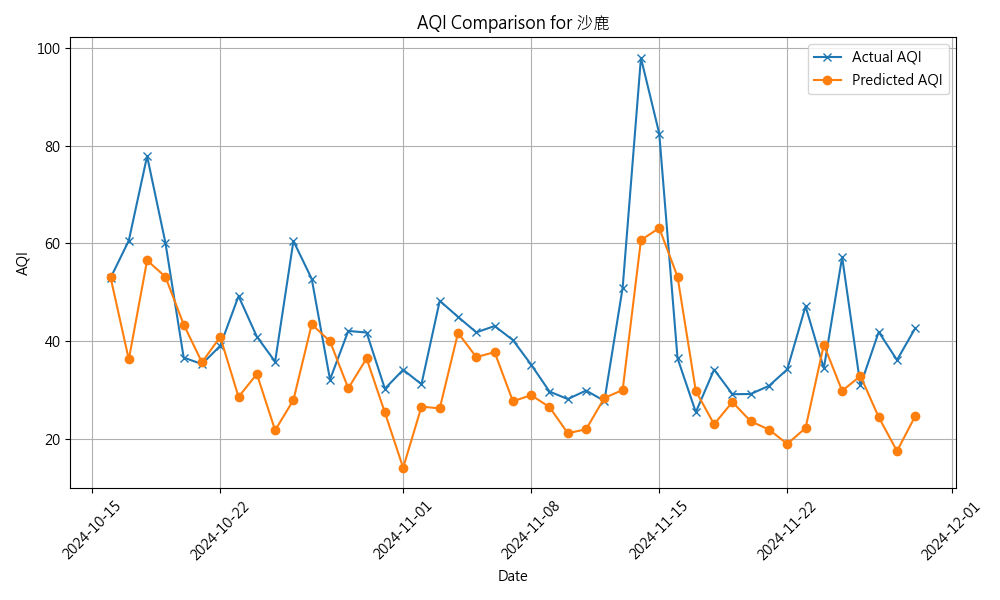 AQI Comparison for 沙鹿
Actual AQI
Predicted AQI
AQI
100
80
60
40
20
2024-10-15
2024-10-22
2024-11-01
2024-11-08
2024-11-15
2024-11-22
2024-12-01
Date